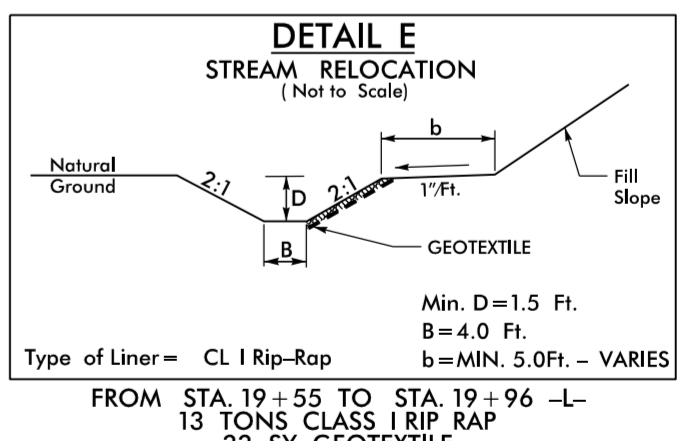 DETAIL E
STREAM RELOCATION
( Not to Scale)
b
Natural
Ground
2:1
D
2:1
1"/Ft.
Fill
Slope
B
GEOTEXTILE
Min. D=1.5 Ft.
B=4.0 Ft.
Type of Liner= CL I Rip-Rap
b=MIN. 5.0Ft. – VARIES
FROM STA. 19+55 TO STA. 19+96 -L-
13 TONS CLASS I RIP RAP
SY GEOTEXTILE